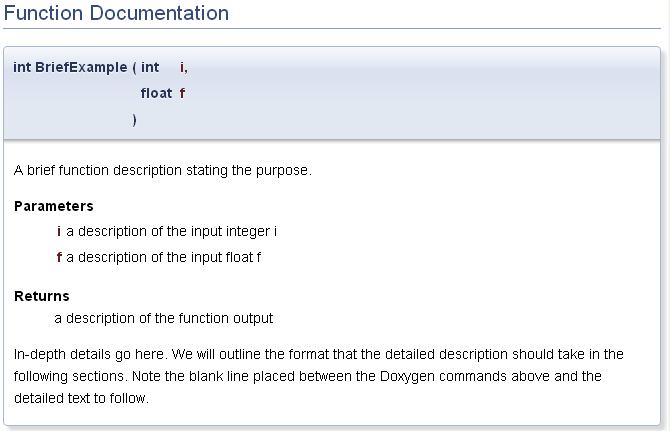 Function Documentation
int BriefExample ( int i,
float f
)
A brief function description stating the purpose.
Parameters
i a description of the input integer i
f a description of the input float f
Returns
a description of the function output
In-depth details go here. We will outline the format that the detailed description should take in the
following sections. Note the blank line placed between the Doxygen commands above and the
detailed text to follow.